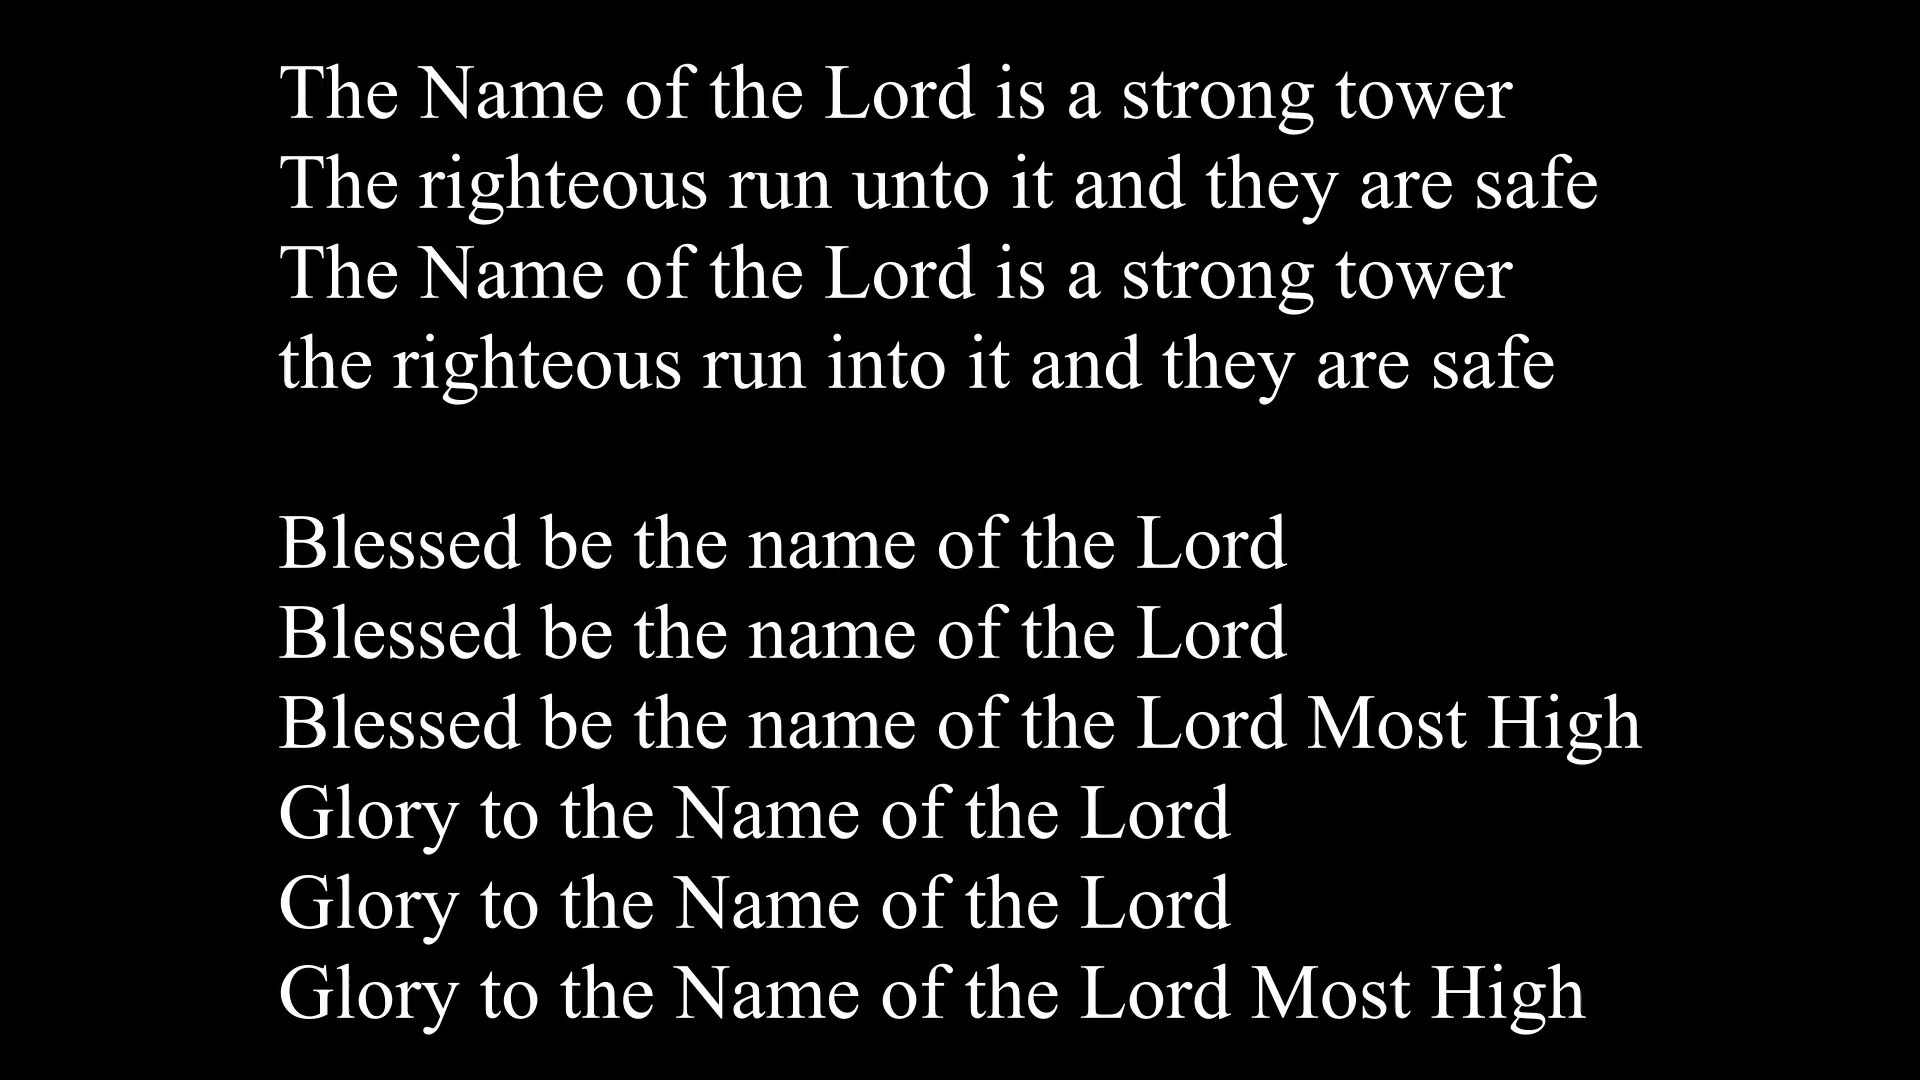 The Name of the Lord is a strong tower
The righteous run unto it and they are safe
The Name of the Lord is a strong tower
the righteous run into it and they are safe

Blessed be the name of the Lord
Blessed be the name of the Lord
Blessed be the name of the Lord Most High
Glory to the Name of the Lord
Glory to the Name of the Lord
Glory to the Name of the Lord Most High